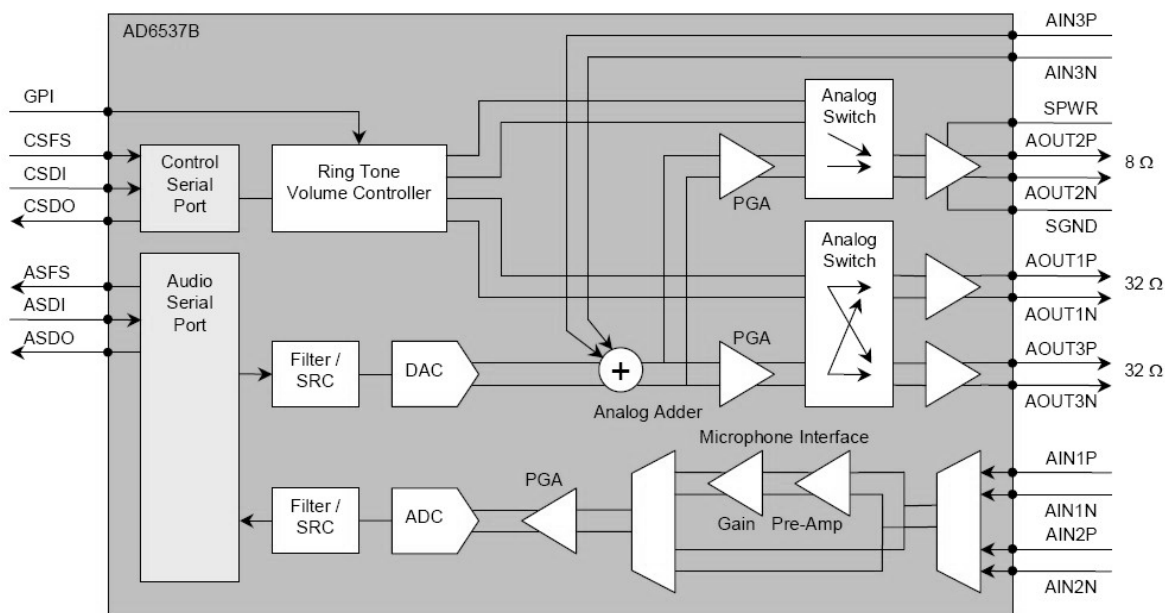 AD6537B
AIN3P
AIN3N
GPI
CSFS
CSDI
CSDO
Control
Serial
Port
Ring Tone
Volume Controller
Analog
Switch
PGA
SPWR
AOUT2P
8 Ω
AOUT2N
SGND
ASFS
ASDI
ASDO
Audio
Serial
Port
Analog
Switch
AOUT1P
32 Ω
AOUT1N
AOUT3P
32 Ω
AOUT3N
Filter /
SRC
DAC
+
Analog Adder
PGA
Microphone Interface
Gain
Pre-Amp
PGA
Filter /
SRC
ADC
AIN1P
AIN1N
AIN2P
AIN2N